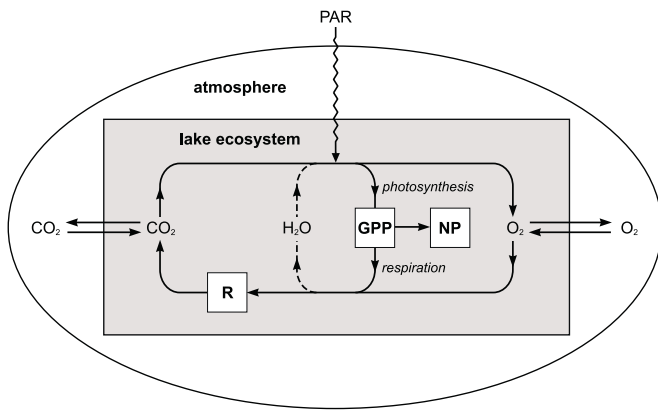 PAR
atmosphere
lake ecosystem
photosynthesis
CO₂
CO₂
H₂O
GPP
NP
O₂
O₂
respiration
R